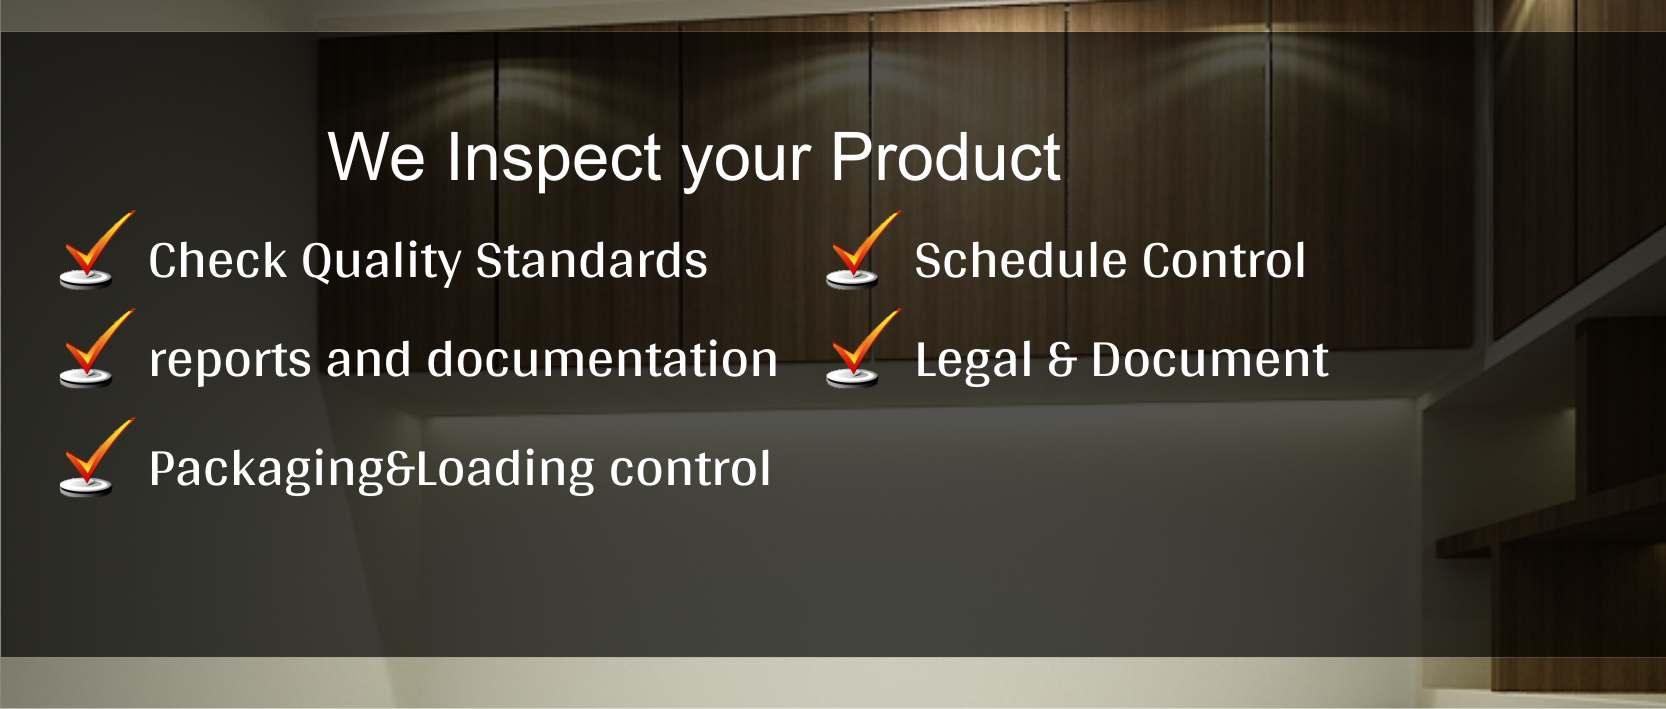 We Inspect your Product
Check Quality Standards
Schedule Control
reports and documentation
Legal & Document
Packaging&Loading control